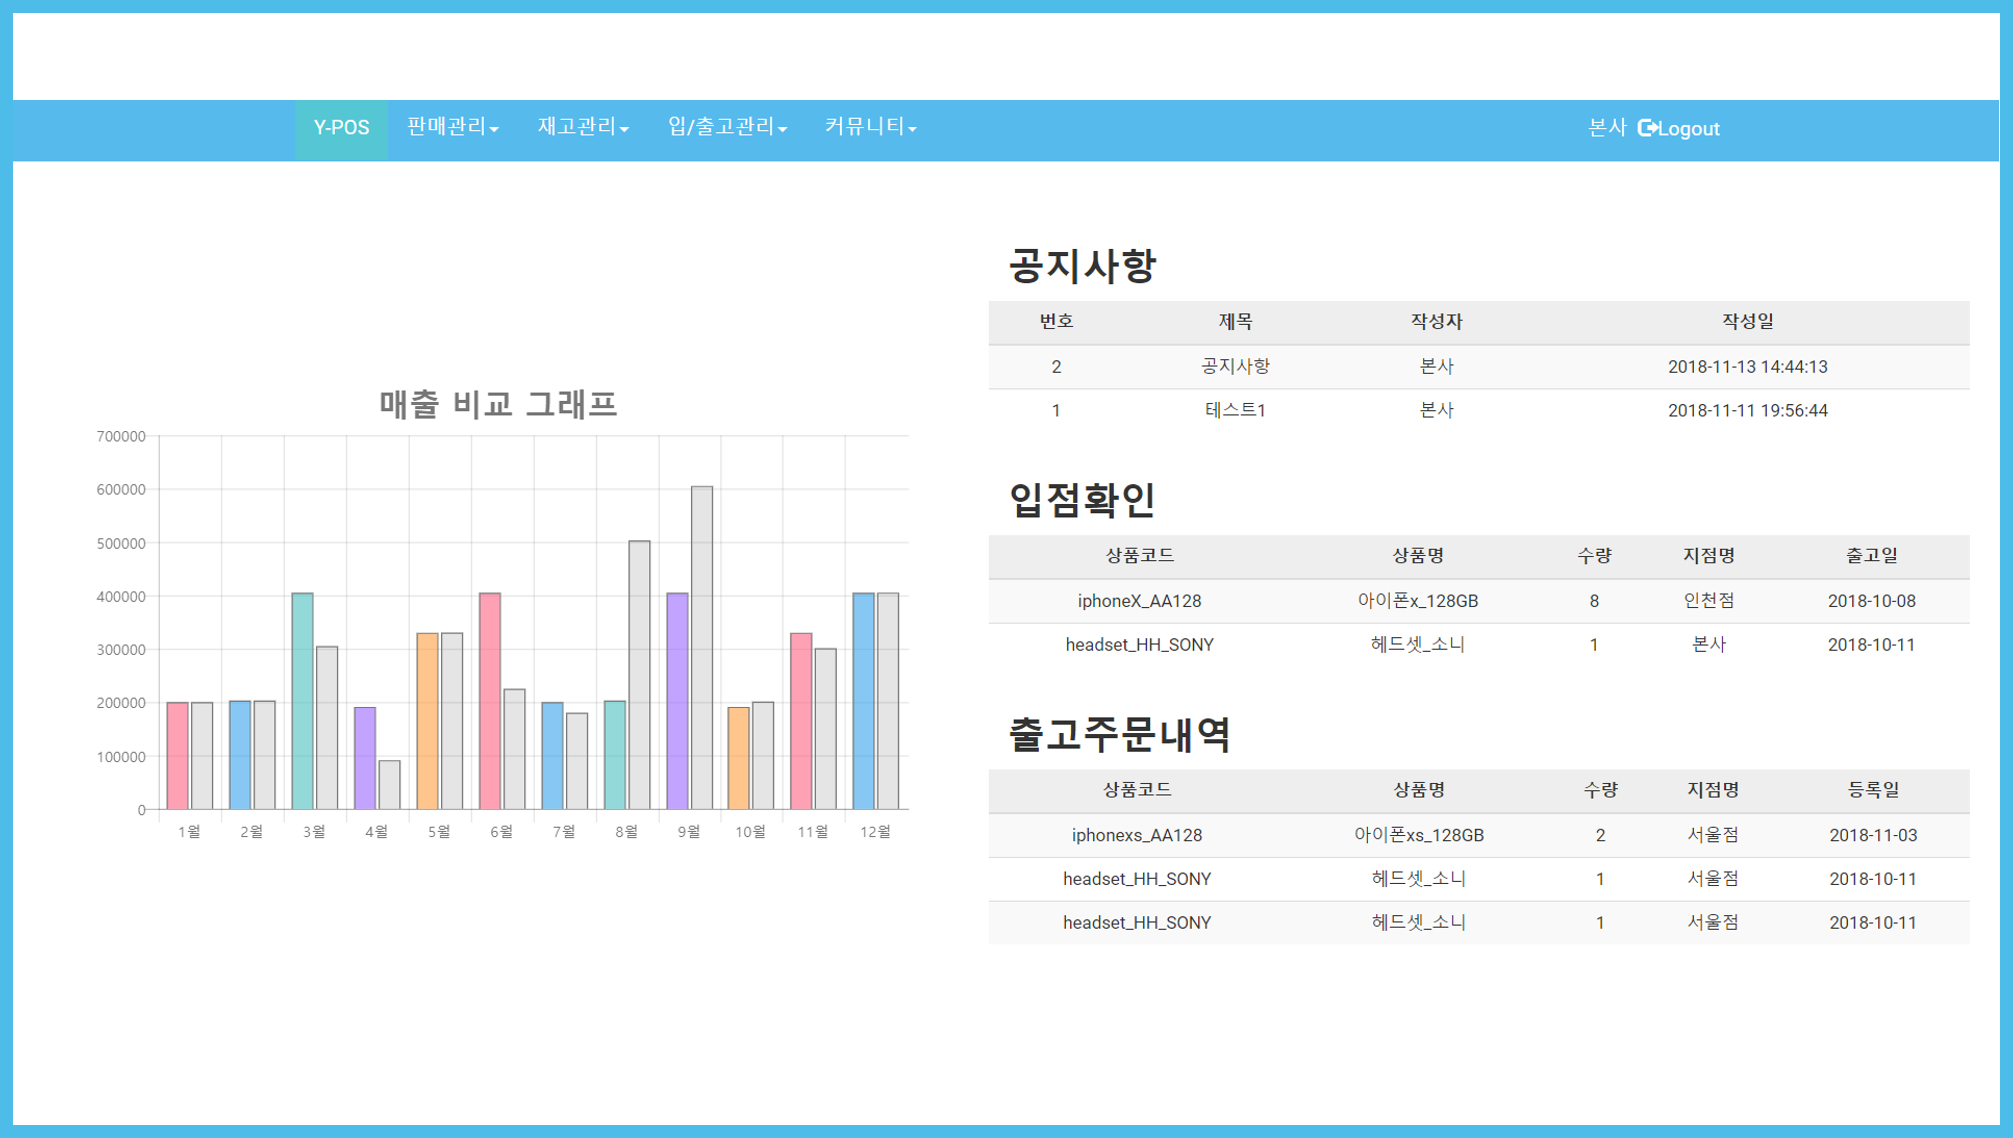 Y-POS 판매관리 재고관리 입/출고관리 커뮤니티 본사 Logout
매출 비교 그래프
700000
600000
500000
400000
300000
200000
100000
0
1월 2월 3월 4월 5월 6월 7월 8월 9월 10월 11월 12월
공지사항
번호 제목 작성자 작성일
2 공지사항 본사 2018-11-13 14:44:13
1 테스트1 본사 2018-11-11 19:56:44
입점확인
상품코드 상품명 수량 지점명 출고일
iphoneX_AA128 아이폰x_128GB 8 인천점 2018-10-08
headset_HH_SONY 헤드셋_소니 1 본사 2018-10-11
출고주문내역
상품코드 상품명 수량 지점명 등록일
iphonexs_AA128 아이폰xs_128GB 2 서울점 2018-11-03
headset_HH_SONY 헤드셋_소니 1 서울점 2018-10-11
headset_HH_SONY 헤드셋_소니 1 서울점 2018-10-11